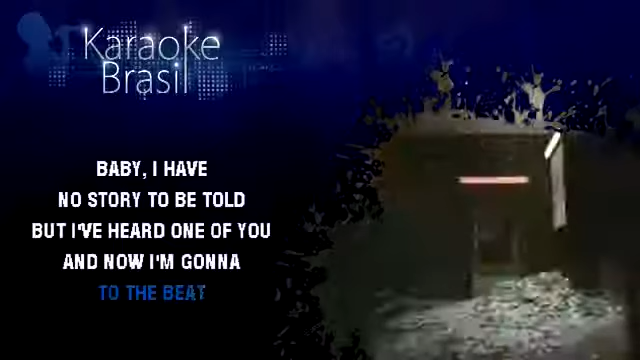 Karaoke
Brasil
BABY, I HAVE
NO STORY TO BE TOLD
BUT I'VE HEARD ONE OF YOU
AND NOW I'M GONNA
TO THE BEAT